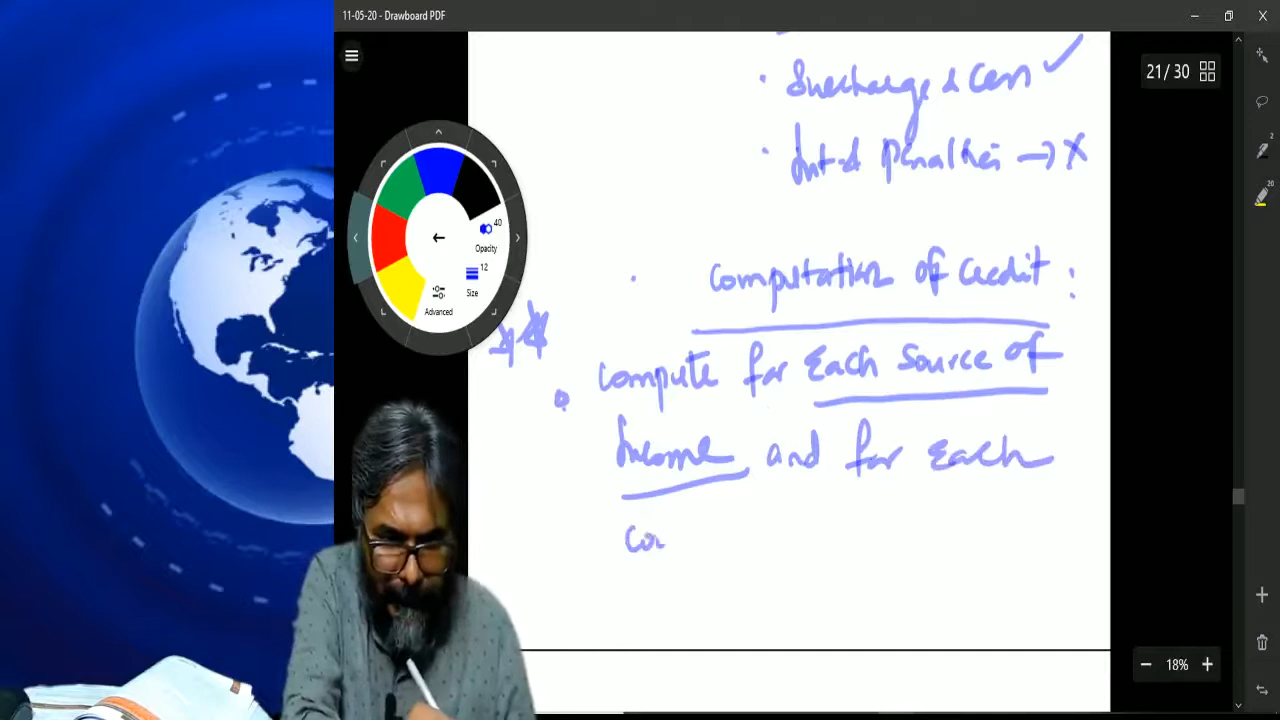 11-05-20 - Drawboard PDF
21 / 30
• Surcharge & Cess ✓
• Int & Penalties → X
40
Opacity
12
Size
Advanced
• Computation of Credit :
Compute for Each Source of
Income and for Each
Cou
18%